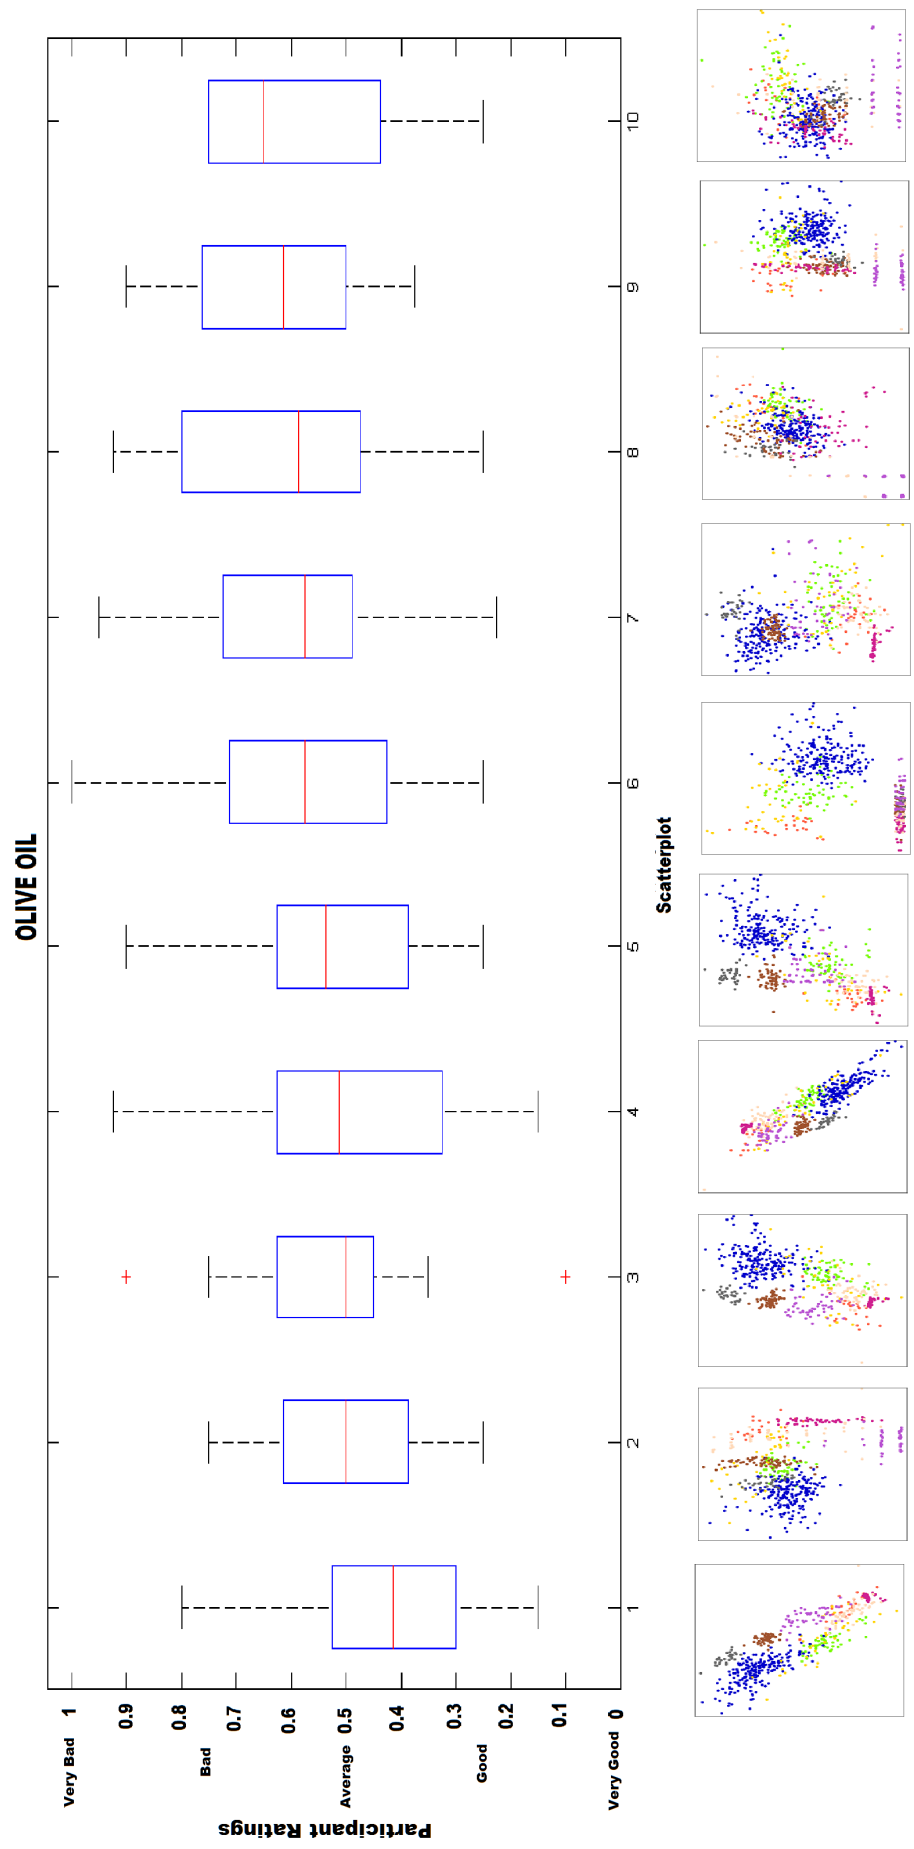 OLIVE OIL
Participant Ratings
Very Bad
Bad
Average
Good
Very Good
1
0.9
0.8
0.7
0.6
0.5
0.4
0.3
0.2
0.1
0
1 2 3 4 5 6 7 8 9 10
Scatterplot